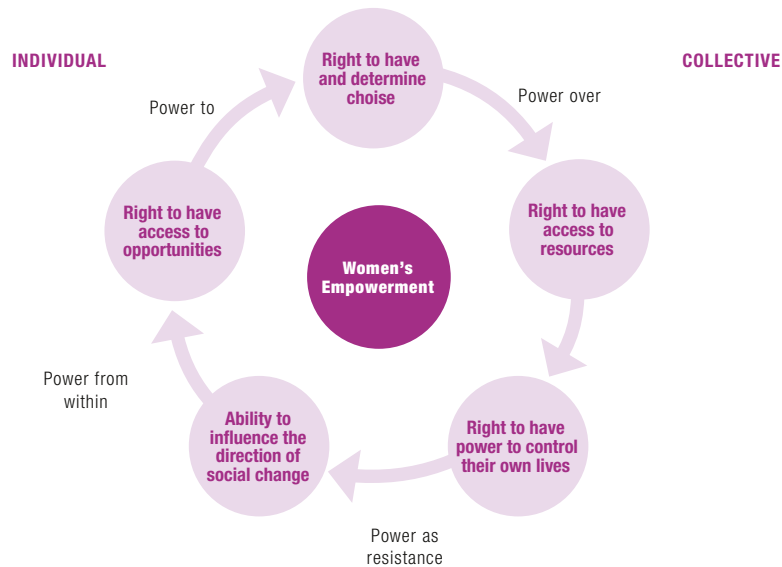 INDIVIDUAL
COLLECTIVE
Right to have
and determine
choise
Power to
Power over
Right to have
access to
opportunities
Right to have
access to
resources
Women's
Empowerment
Power from
within
Ability to
influence the
direction of
social change
Right to have
power to control
their own lives
Power as
resistance